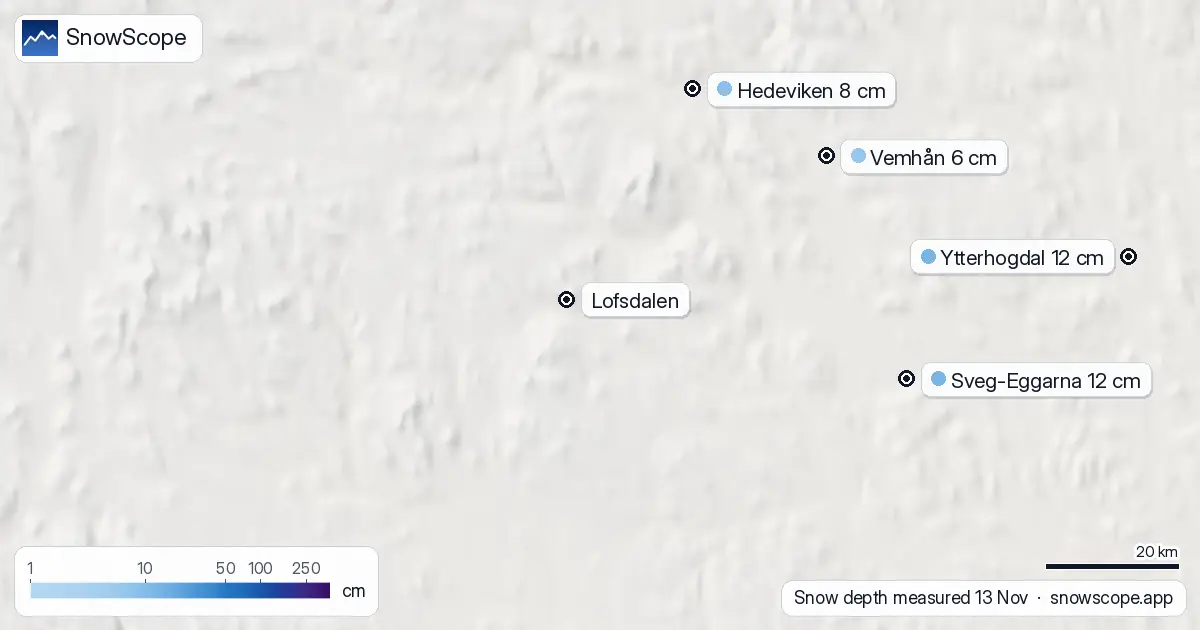 SnowScope
Hedeviken 8 cm
Vemhån 6 cm
Ytterhogdal 12 cm
Lofsdalen
Sveg-Eggarna 12 cm
1 10 50 100 250
cm
20 km
Snow depth measured 13 Nov · snowscope.app